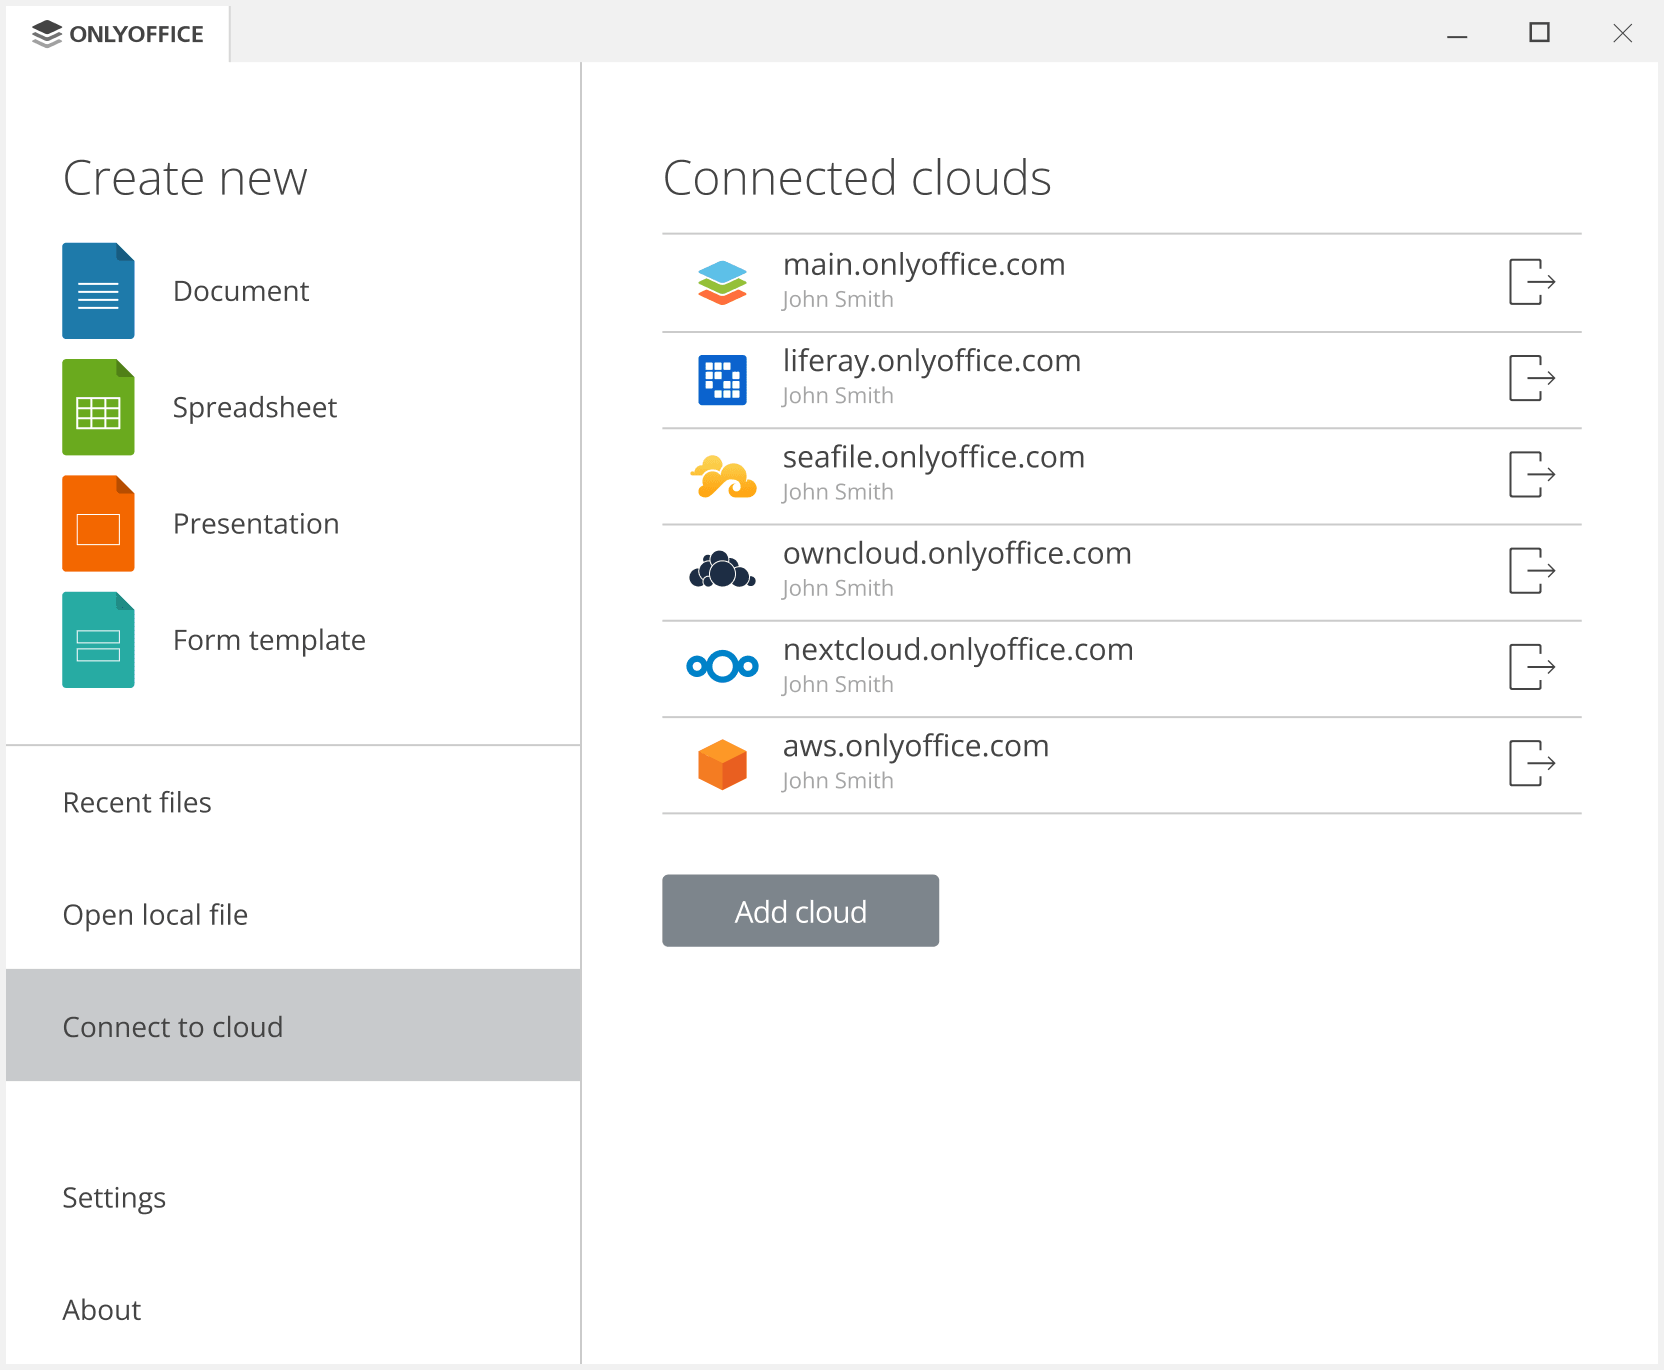 ONLYOFFICE
Create new
Document
Spreadsheet
Presentation
Form template
Recent files
Open local file
Connect to cloud
Settings
About
Connected clouds
main.onlyoffice.com
John Smith
liferay.onlyoffice.com
John Smith
seafile.onlyoffice.com
John Smith
owncloud.onlyoffice.com
John Smith
nextcloud.onlyoffice.com
John Smith
aws.onlyoffice.com
John Smith
Add cloud